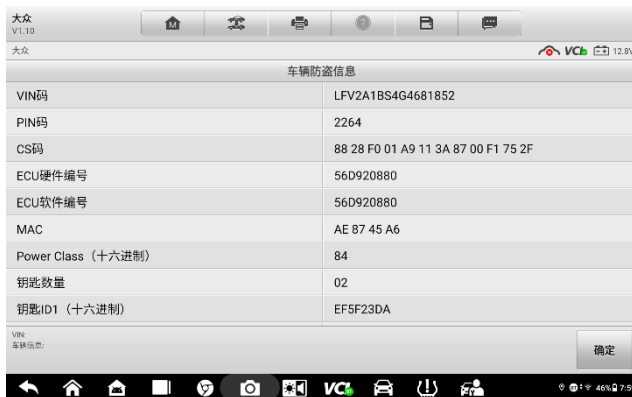 大众
V1.10
大众
VCI 12.8V
车辆防盗信息
VIN码 LFV2A1BS4G4681852
PIN码 2264
CS码 88 28 F0 01 A9 11 3A 87 00 F1 75 2F
ECU硬件编号 56D920880
ECU软件编号 56D920880
MAC AE 87 45 A6
Power Class（十六进制） 84
钥匙数量 02
钥匙ID1（十六进制） EF5F23DA
VIN:
车辆信息:
确定
VCI 46% 7:5